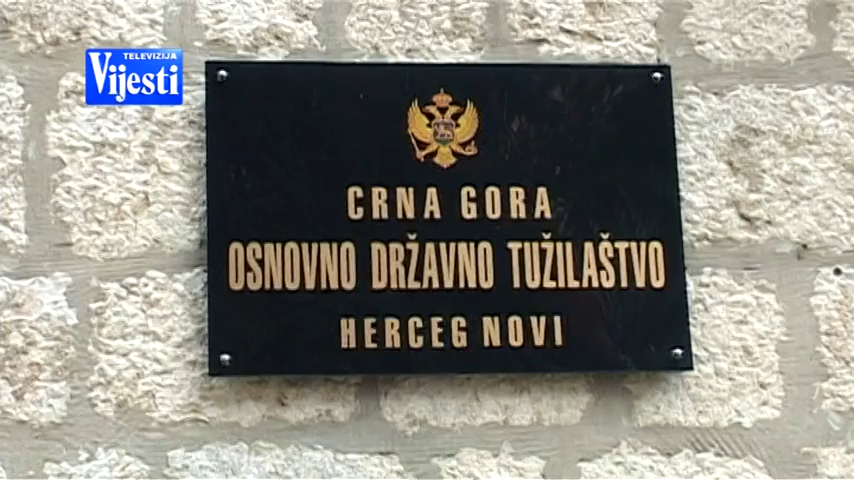 TELEVIZIJA
Vijesti
CRNA GORA
OSNOVNO DRŽAVNO TUŽILAŠTVO
HERCEG NOVI